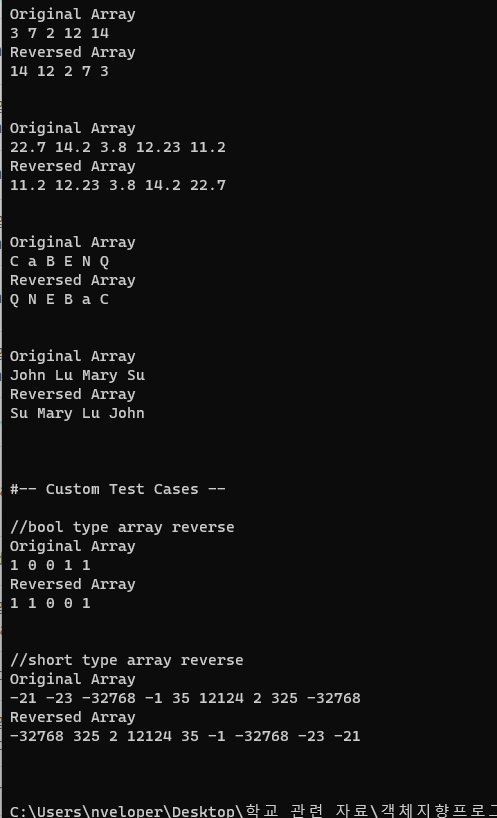 Original Array
3 7 2 12 14
Reversed Array
14 12 2 7 3
Original Array
22.7 14.2 3.8 12.23 11.2
Reversed Array
11.2 12.23 3.8 14.2 22.7
Original Array
C a B E N Q
Reversed Array
Q N E B a C
Original Array
John Lu Mary Su
Reversed Array
Su Mary Lu John
#-- Custom Test Cases --
//bool type array reverse
Original Array
1 0 0 1 1
Reversed Array
1 1 0 0 1
//short type array reverse
Original Array
-21 -23 -32768 -1 35 12124 2 325 -32768
Reversed Array
-32768 325 2 12124 35 -1 -32768 -23 -21
C:\Users\nveloper\Desktop\학교 관련 자료\객체지향프로그